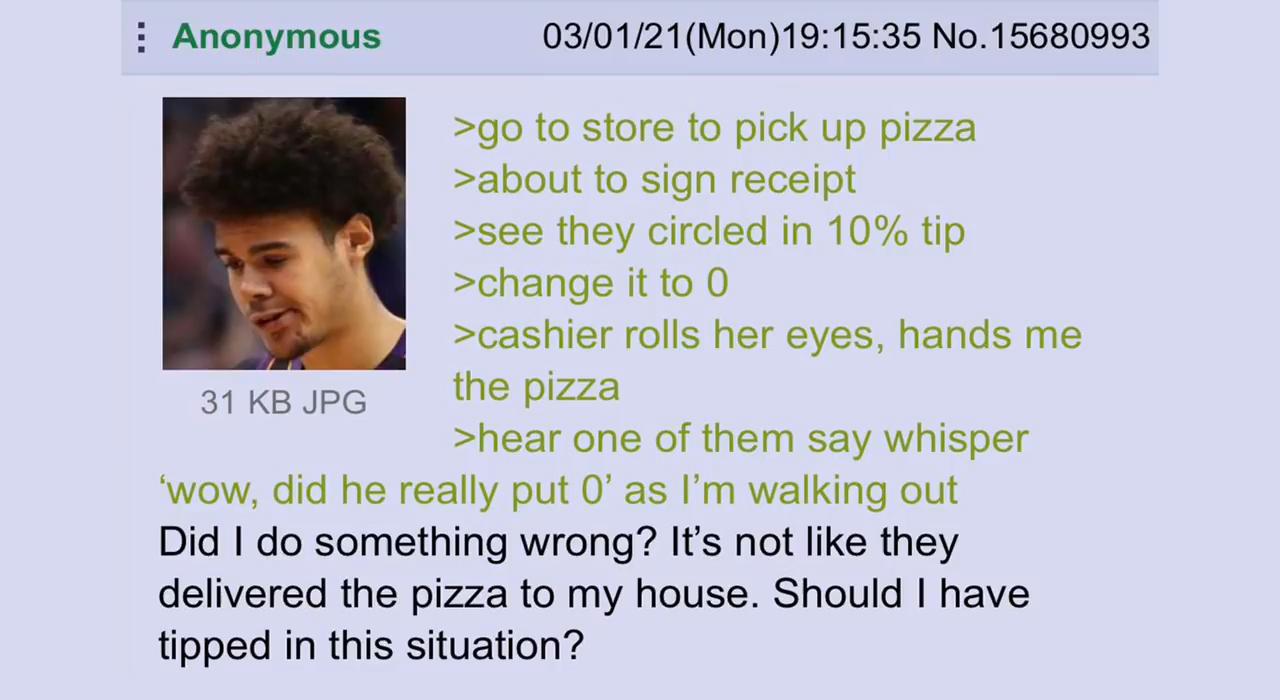 Anonymous 03/01/21(Mon)19:15:35 No.15680993
>go to store to pick up pizza
>about to sign receipt
>see they circled in 10% tip
>change it to 0
>cashier rolls her eyes, hands me
the pizza
31 KB JPG
>hear one of them say whisper
‘wow, did he really put 0’ as I’m walking out
Did I do something wrong? It’s not like they
delivered the pizza to my house. Should I have
tipped in this situation?